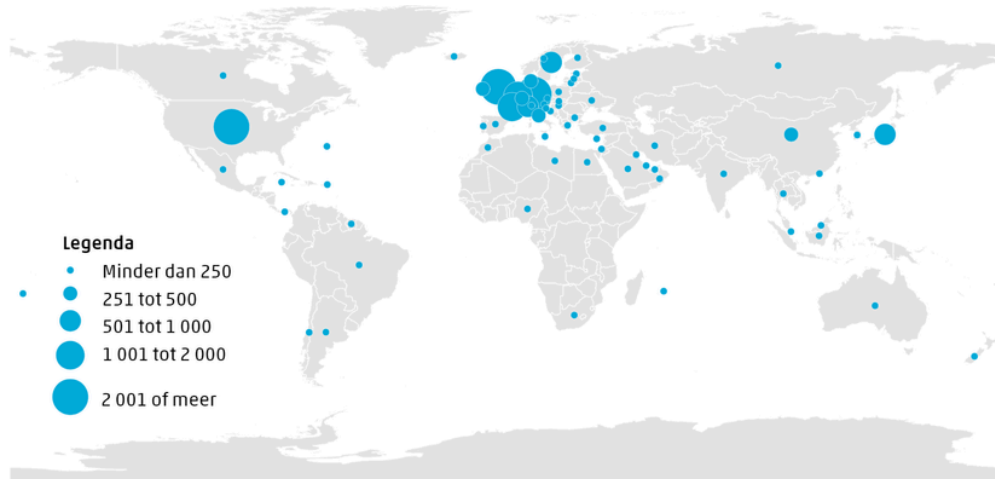 Legenda
Minder dan 250
251 tot 500
501 tot 1 000
1 001 tot 2 000
2 001 of meer